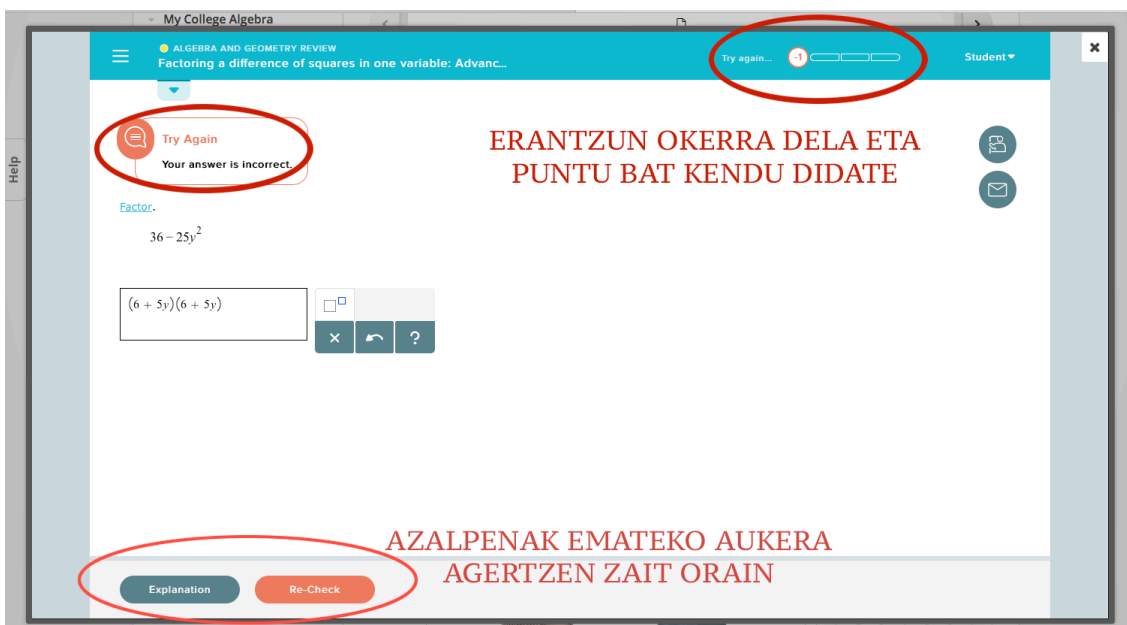 My College Algebra
ALGEBRA AND GEOMETRY REVIEW
Factoring a difference of squares in one variable: Advanc...
Try again...
-1
Student
Help
Try Again
Your answer is incorrect.
ERANTZUN OKERRA DELA ETA
PUNTU BAT KENDU DIDATE
Factor.
36 − 25y²
(6 + 5y)(6 + 5y)
?
AZALPENAK EMATEKO AUKERA
AGERTZEN ZAIT ORAIN
Explanation
Re-Check